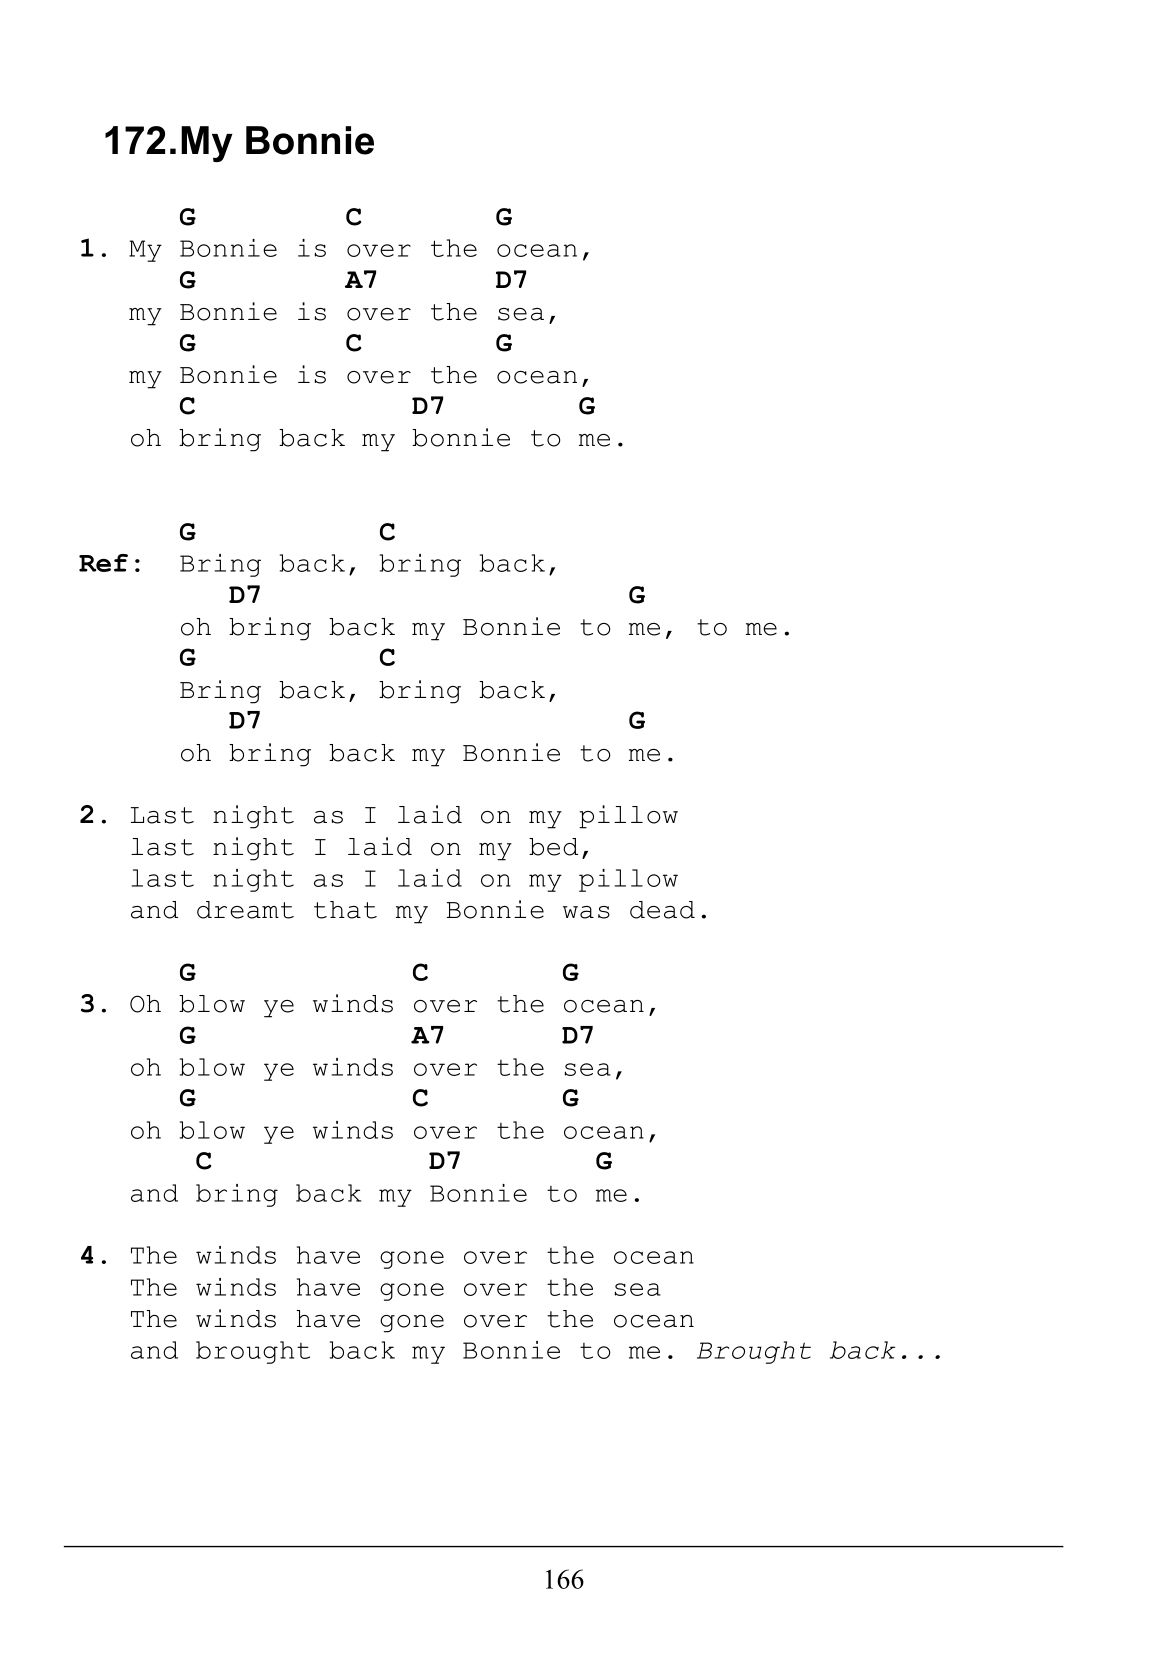 172.My Bonnie
G C G
1. My Bonnie is over the ocean,
G A7 D7
my Bonnie is over the sea,
G C G
my Bonnie is over the ocean,
C D7 G
oh bring back my bonnie to me.
G C
Ref: Bring back, bring back,
D7 G
oh bring back my Bonnie to me, to me.
G C
Bring back, bring back,
D7 G
oh bring back my Bonnie to me.
2. Last night as I laid on my pillow
last night I laid on my bed,
last night as I laid on my pillow
and dreamt that my Bonnie was dead.
G C G
3. Oh blow ye winds over the ocean,
G A7 D7
oh blow ye winds over the sea,
G C G
oh blow ye winds over the ocean,
C D7 G
and bring back my Bonnie to me.
4. The winds have gone over the ocean
The winds have gone over the sea
The winds have gone over the ocean
and brought back my Bonnie to me. Brought back...
166